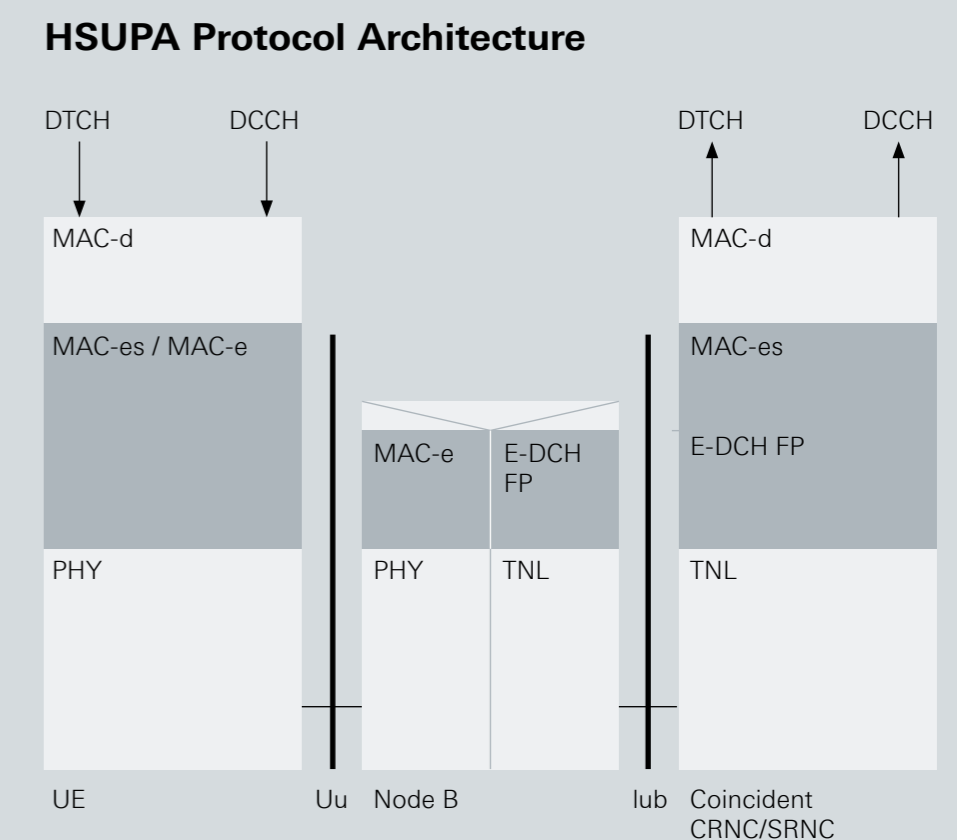 HSUPA Protocol Architecture
DTCH DCCH DTCH DCCH
MAC-d
MAC-d
MAC-es / MAC-e
MAC-es
MAC-e
E-DCH
FP
E-DCH FP
PHY
PHY
TNL
TNL
UE
Uu
Node B
Iub
Coincident
CRNC/SRNC